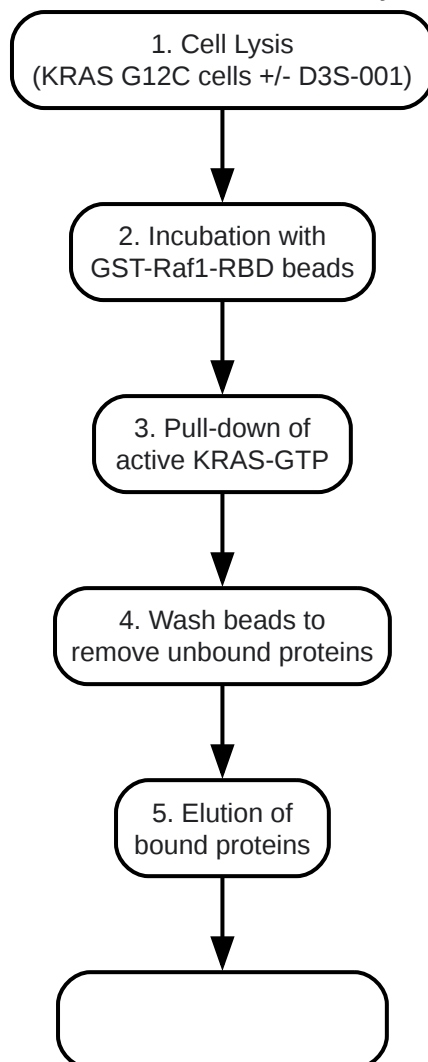 1. Cell Lysis
(KRAS G12C cells +/- D3S-001)
2. Incubation with
GST-Raf1-RBD beads
3. Pull-down of
active KRAS-GTP
4. Wash beads to
remove unbound proteins
5. Elution of
bound proteins